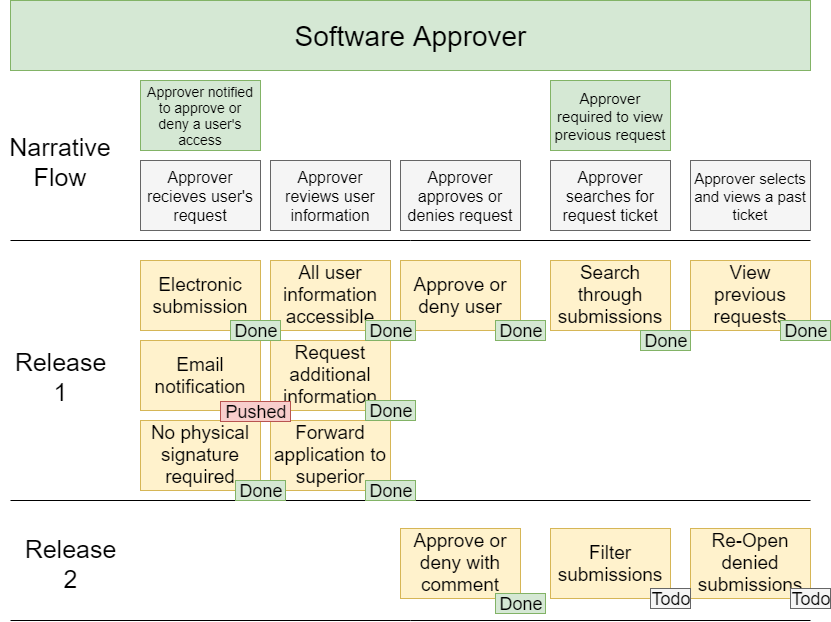 Software Approver
Approver notified
to approve or
deny a user's
access
Approver
required to view
previous request
Narrative
Flow
Approver
recieves user's
request
Approver
reviews user
information
Approver
approves or
denies request
Approver
searches for
request ticket
Approver selects
and views a past
ticket
Release
1
Electronic
submission
Done
All user
information
accessible
Done
Approve or
deny user
Done
Search
through
submissions
Done
View
previous
requests
Done
Email
notification
Pushed
Request
additional
information
Done
No physical
signature
required
Done
Forward
application to
superior
Done
Release
2
Approve or
deny with
comment
Done
Filter
submissions
Todo
Re-Open
denied
submissions
Todo